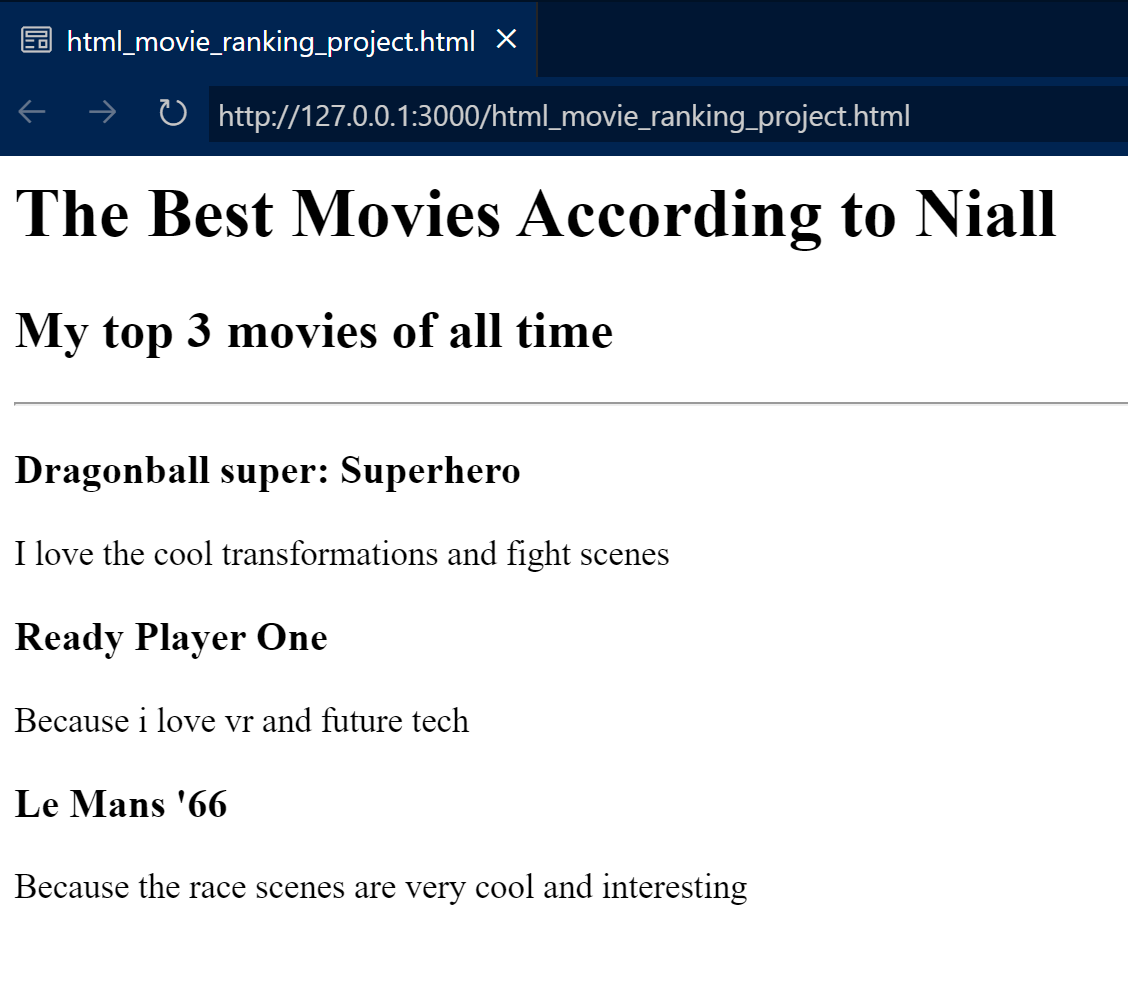 html_movie_ranking_project.html
http://127.0.0.1:3000/html_movie_ranking_project.html
The Best Movies According to Niall
My top 3 movies of all time
Dragonball super: Superhero
I love the cool transformations and fight scenes
Ready Player One
Because i love vr and future tech
Le Mans '66
Because the race scenes are very cool and interesting